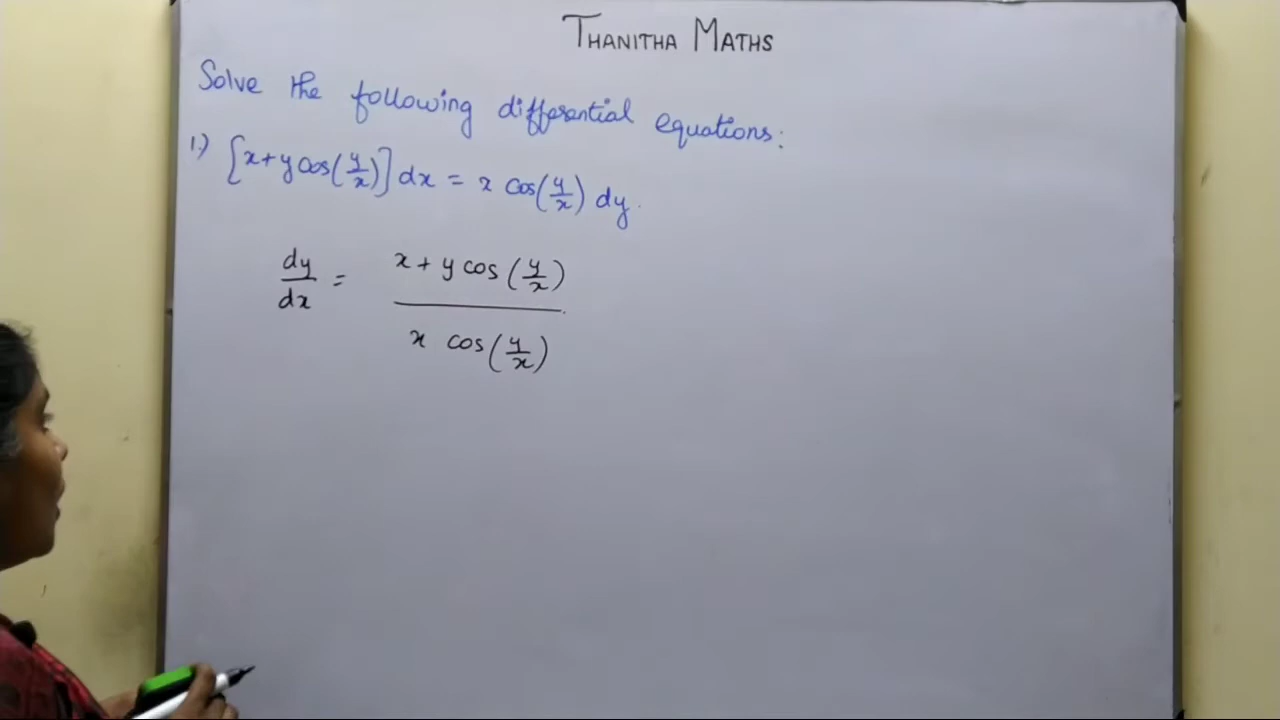 THANITHA MATHS
Solve the following differential equations:
1.) [x+y cos(y/x)] dx = x cos(y/x) dy.
dy/dx = x + y cos(y/x) / x cos(y/x)